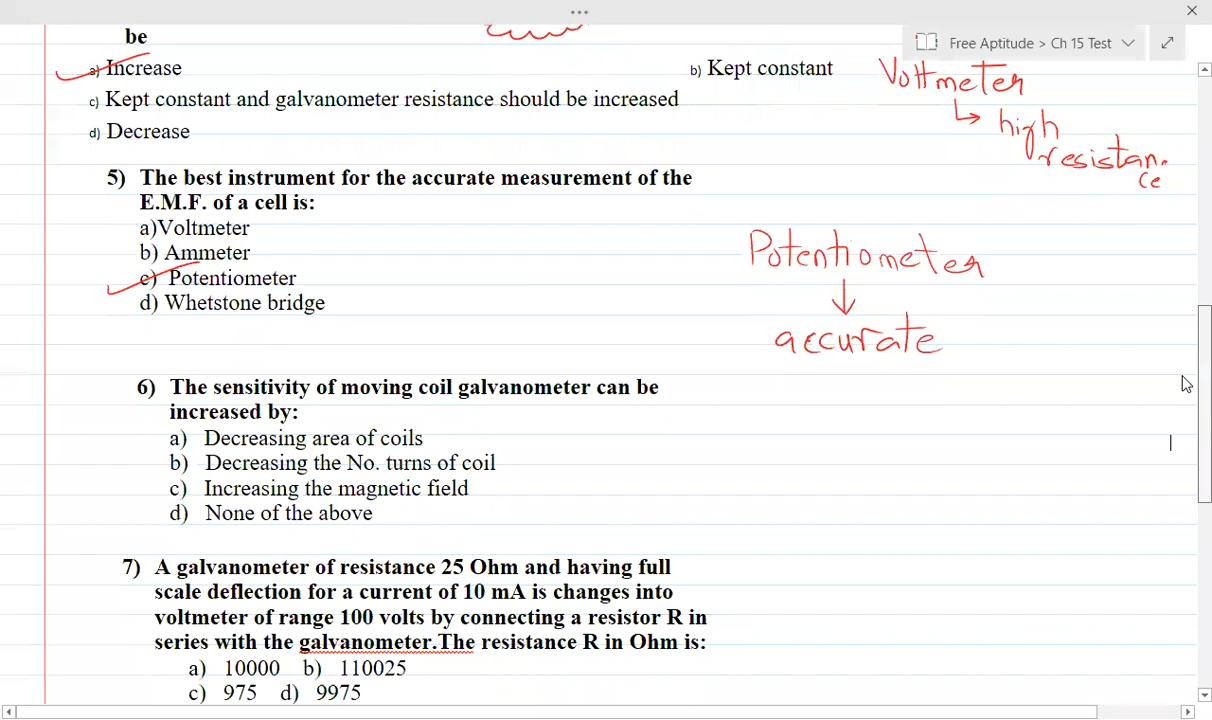 be
Free Aptitude > Ch 15 Test
a) Increase
b) Kept constant
Voltmeter
c) Kept constant and galvanometer resistance should be increased
high
d) Decrease
resistan.
ce
5) The best instrument for the accurate measurement of the
E.M.F. of a cell is:
a)Voltmeter
b) Ammeter
Potentiometer
c) Potentiometer
d) Whetstone bridge
accurate
6) The sensitivity of moving coil galvanometer can be
increased by:
a) Decreasing area of coils
b) Decreasing the No. turns of coil
c) Increasing the magnetic field
d) None of the above
7) A galvanometer of resistance 25 Ohm and having full
scale deflection for a current of 10 mA is changes into
voltmeter of range 100 volts by connecting a resistor R in
series with the galvanometer.The resistance R in Ohm is:
a) 10000 b) 110025
c) 975 d) 9975